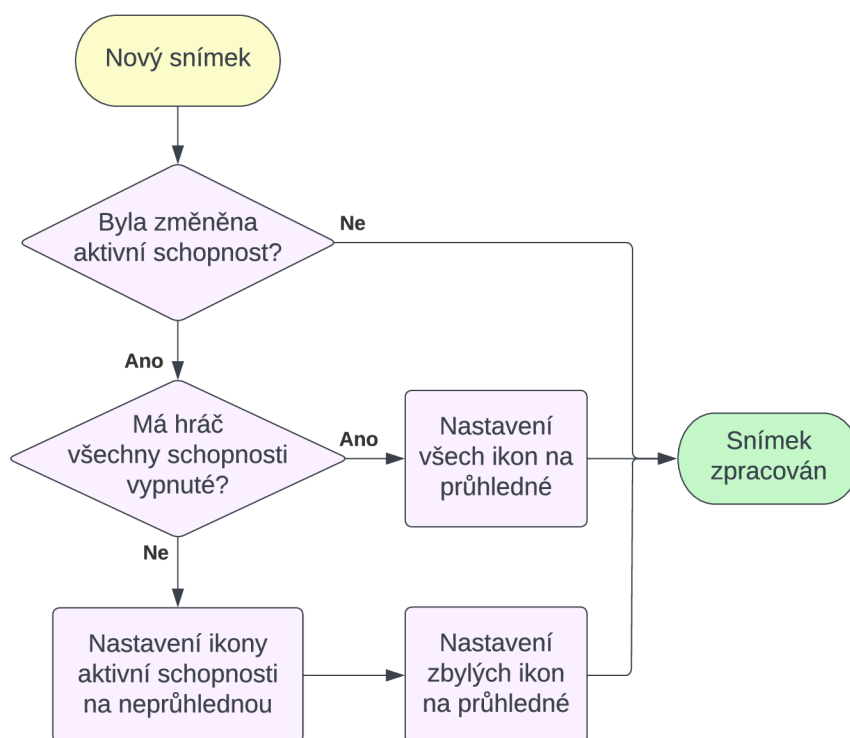 Nový snímek
Byla změněna
aktivní schopnost?
Ne
Ano
Má hráč
všechny schopnosti
vypnuté?
Ano
Nastavení
všech ikon na
průhledné
Snímek
zpracován
Ne
Nastavení ikony
aktivní schopnosti
na neprůhlednou
Nastavení
zbylých ikon
na průhledné